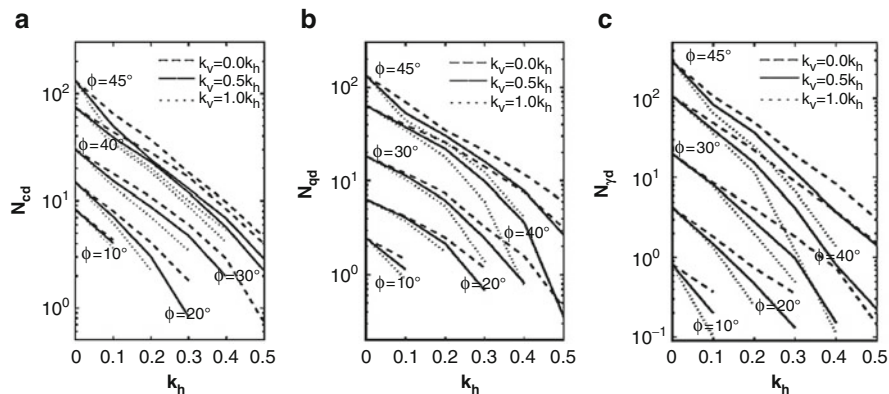 a
k_v=0.0k_h
k_v=0.5k_h
k_v=1.0k_h
ϕ=45°
ϕ=40°
ϕ=10°
ϕ=30°
ϕ=20°
10²
10¹
10⁰
N_cd
0 0.1 0.2 0.3 0.4 0.5
k_h
b
k_v=0.0k_h
k_v=0.5k_h
k_v=1.0k_h
ϕ=45°
ϕ=30°
ϕ=40°
ϕ=10°
ϕ=20°
10²
10¹
10⁰
N_qd
0 0.1 0.2 0.3 0.4 0.5
k_h
c
k_v=0.0k_h
k_v=0.5k_h
k_v=1.0k_h
ϕ=45°
ϕ=30°
ϕ=40°
ϕ=20°
ϕ=10°
10²
10¹
10⁰
10⁻¹
N_γd
0 0.1 0.2 0.3 0.4 0.5
k_h